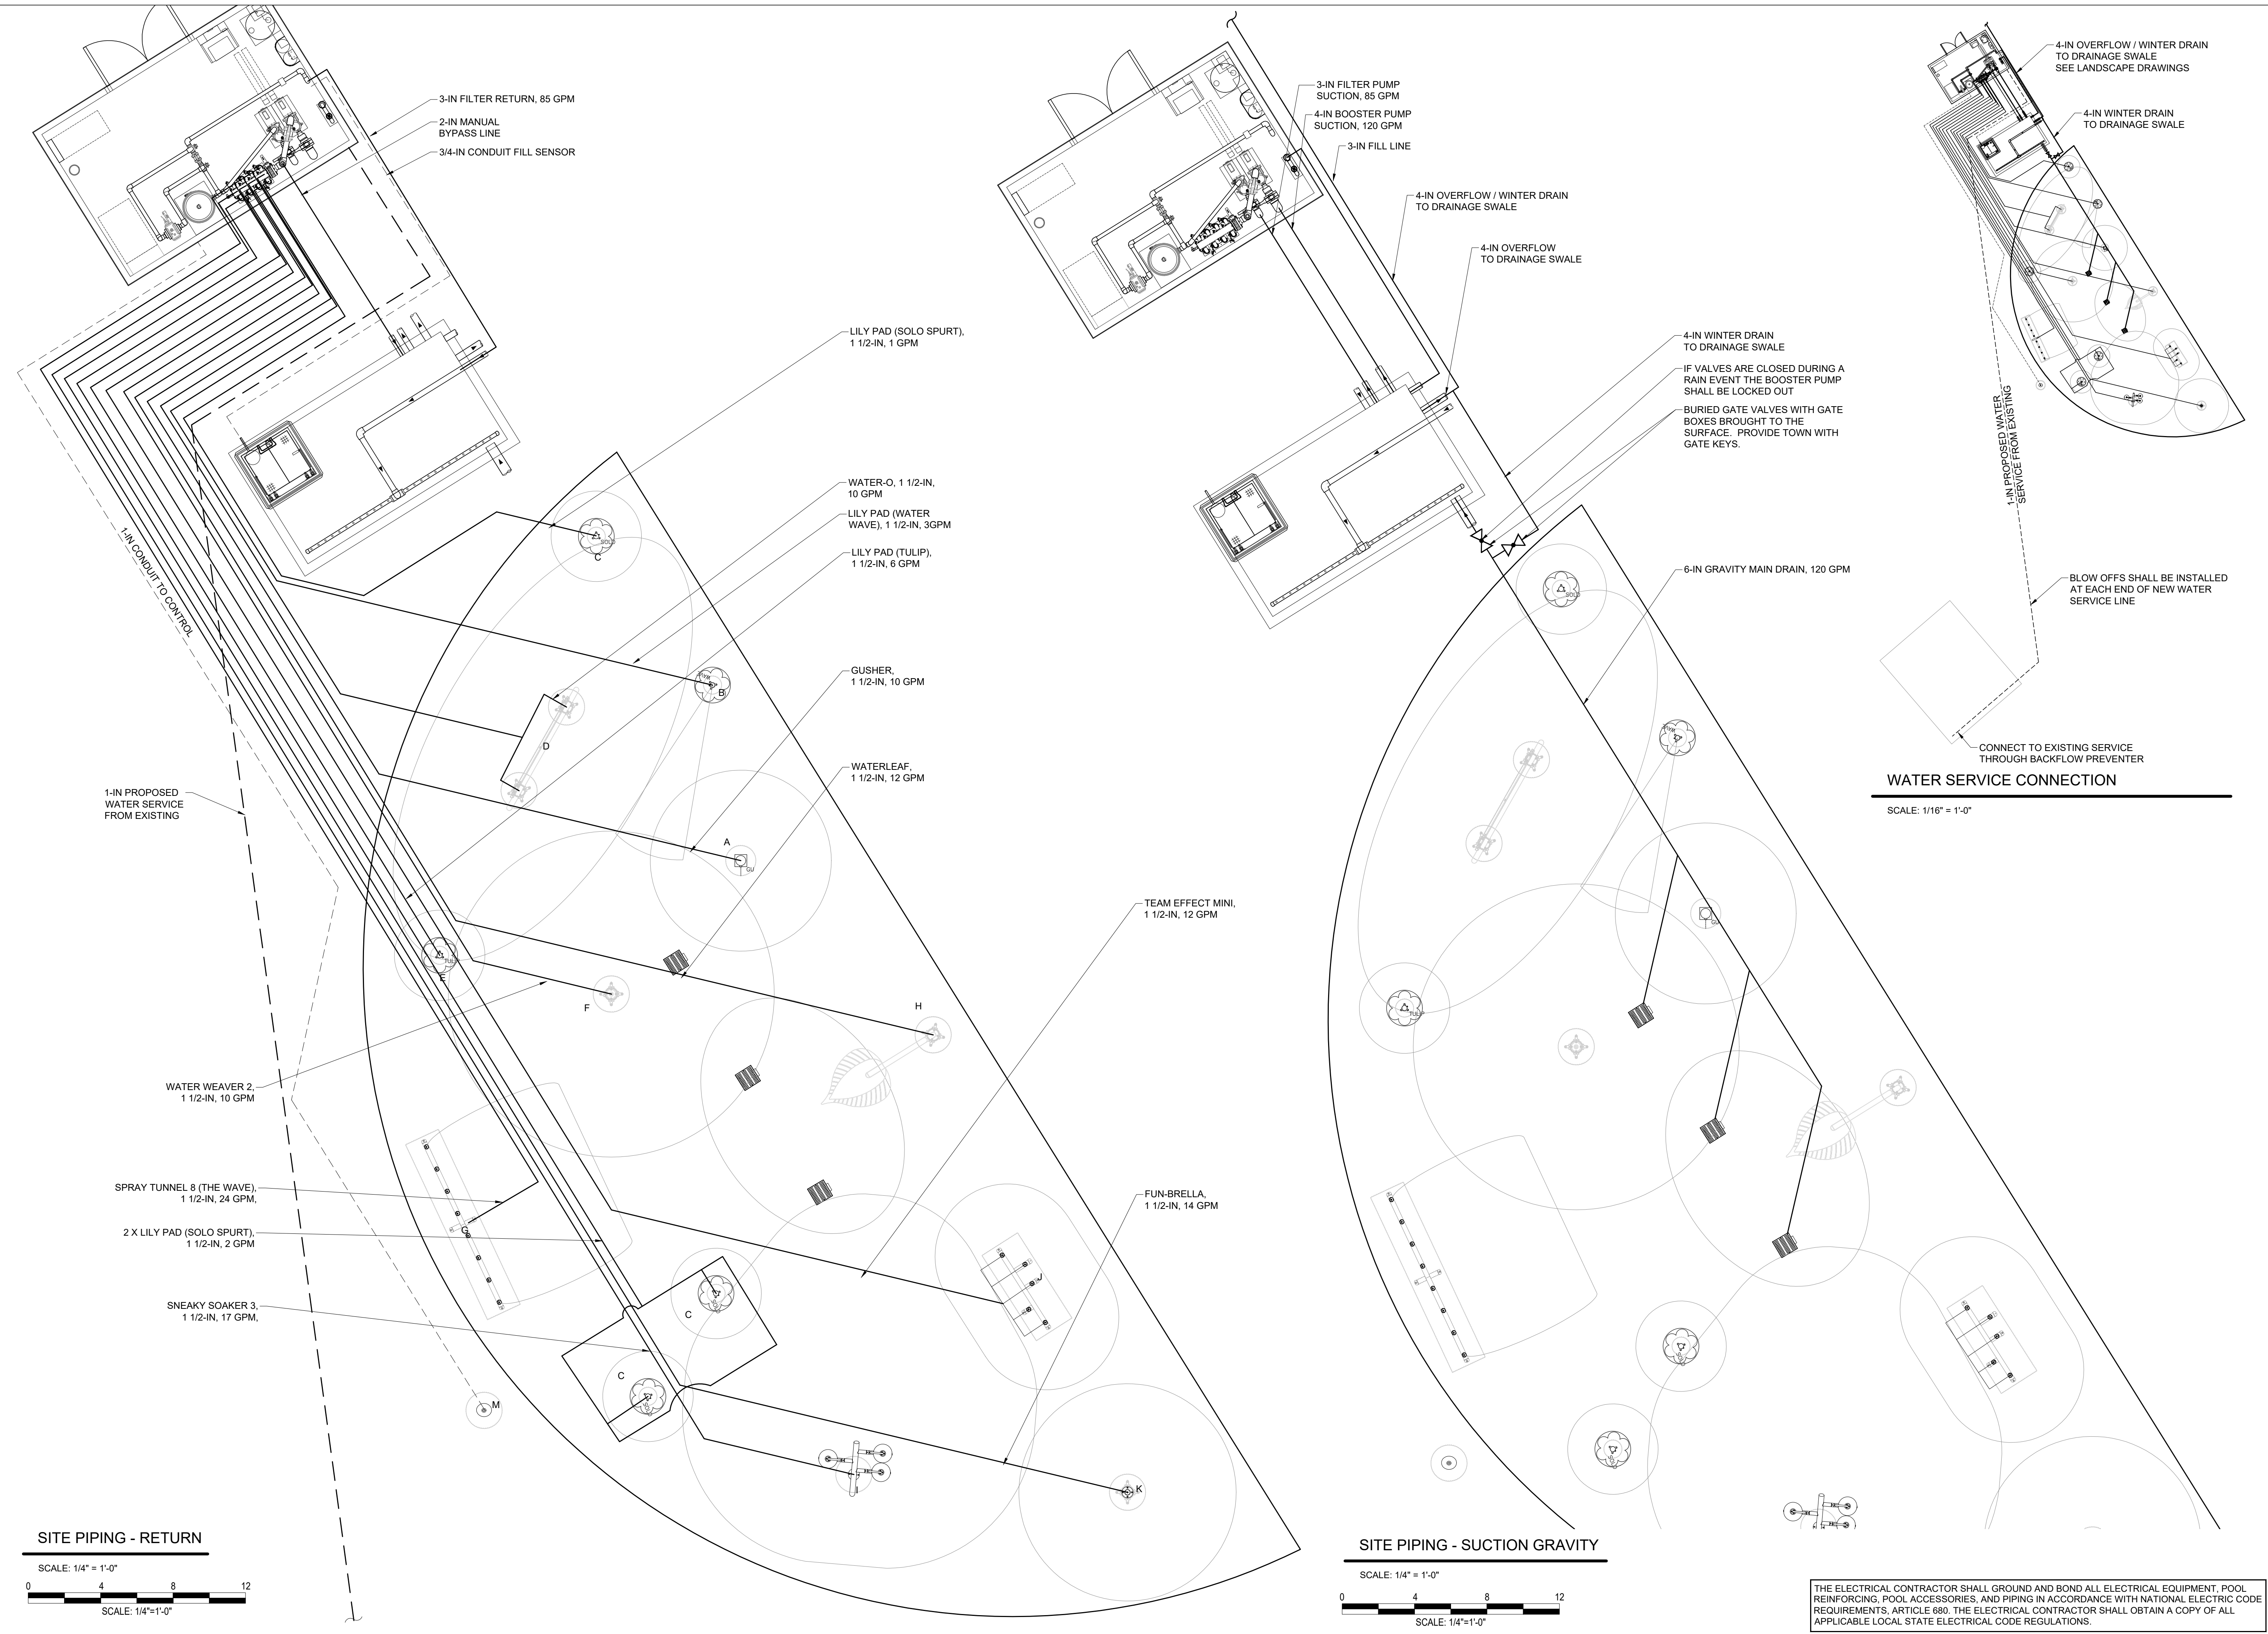 3-IN FILTER RETURN, 85 GPM
2-IN MANUAL
BYPASS LINE
3/4-IN CONDUIT FILL SENSOR
LILY PAD (SOLO SPURT),
1 1/2-IN, 1 GPM
WATER-O, 1 1/2-IN,
10 GPM
LILY PAD (WATER
WAVE), 1 1/2-IN, 3GPM
LILY PAD (TULIP),
1 1/2-IN, 6 GPM
GUSHER,
1 1/2-IN, 10 GPM
WATERLEAF,
1 1/2-IN, 12 GPM
TEAM EFFECT MINI,
1 1/2-IN, 12 GPM
FUN-BRELLA,
1 1/2-IN, 14 GPM
1-IN CONDUIT TO CONTROL
1-IN PROPOSED
WATER SERVICE
FROM EXISTING
WATER WEAVER 2,
1 1/2-IN, 10 GPM
SPRAY TUNNEL 8 (THE WAVE),
1 1/2-IN, 24 GPM,
2 X LILY PAD (SOLO SPURT),
1 1/2-IN, 2 GPM
SNEAKY SOAKER 3,
1 1/2-IN, 17 GPM,
SOLO
C
B
D
A
GU
E
F
H
G
J
C
C
M
I
K
SITE PIPING - RETURN
SCALE: 1/4" = 1'-0"
0 4 8 12
SCALE: 1/4"=1'-0"
3-IN FILTER PUMP
SUCTION, 85 GPM
4-IN BOOSTER PUMP
SUCTION, 120 GPM
3-IN FILL LINE
4-IN OVERFLOW / WINTER DRAIN
TO DRAINAGE SWALE
4-IN OVERFLOW
TO DRAINAGE SWALE
4-IN WINTER DRAIN
TO DRAINAGE SWALE
IF VALVES ARE CLOSED DURING A
RAIN EVENT THE BOOSTER PUMP
SHALL BE LOCKED OUT
BURIED GATE VALVES WITH GATE
BOXES BROUGHT TO THE
SURFACE. PROVIDE TOWN WITH
GATE KEYS.
6-IN GRAVITY MAIN DRAIN, 120 GPM
SOLO
GU
SITE PIPING - SUCTION GRAVITY
SCALE: 1/4" = 1'-0"
0 4 8 12
SCALE: 1/4"=1'-0"
4-IN OVERFLOW / WINTER DRAIN
TO DRAINAGE SWALE
SEE LANDSCAPE DRAWINGS
4-IN WINTER DRAIN
TO DRAINAGE SWALE
1-IN PROPOSED WATER
SERVICE FROM EXISTING
BLOW OFFS SHALL BE INSTALLED
AT EACH END OF NEW WATER
SERVICE LINE
CONNECT TO EXISTING SERVICE
THROUGH BACKFLOW PREVENTER
WATER SERVICE CONNECTION
SCALE: 1/16" = 1'-0"
THE ELECTRICAL CONTRACTOR SHALL GROUND AND BOND ALL ELECTRICAL EQUIPMENT, POOL
REINFORCING, POOL ACCESSORIES, AND PIPING IN ACCORDANCE WITH NATIONAL ELECTRIC CODE
REQUIREMENTS, ARTICLE 680. THE ELECTRICAL CONTRACTOR SHALL OBTAIN A COPY OF ALL
APPLICABLE LOCAL STATE ELECTRICAL CODE REGULATIONS.